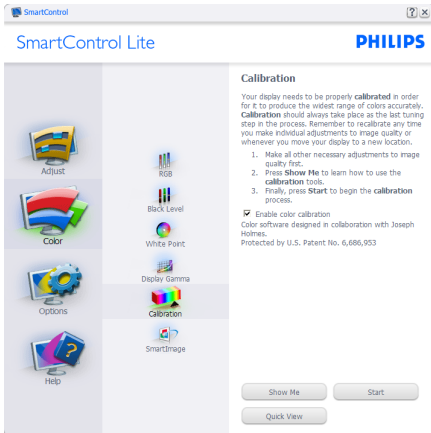 SmartControl
SmartControl Lite
PHILIPS
Adjust
Color
Options
Help
RGB
Black Level
White Point
Display Gamma
Calibration
SmartImage
Calibration
Your display needs to be properly calibrated in order
for it to produce the widest range of colors accurately.
Calibration should always take place as the last tuning
step in the process. Remember to recalibrate any time
you make individual adjustments to image quality or
whenever you move your display to a new location.
1. Make all other necessary adjustments to image
quality first.
2. Press Show Me to learn how to use the
calibration tools.
3. Finally, press Start to begin the calibration
process.
Enable color calibration
Color software designed in collaboration with Joseph
Holmes.
Protected by U.S. Patent No. 6,686,953
Show Me
Start
Quick View